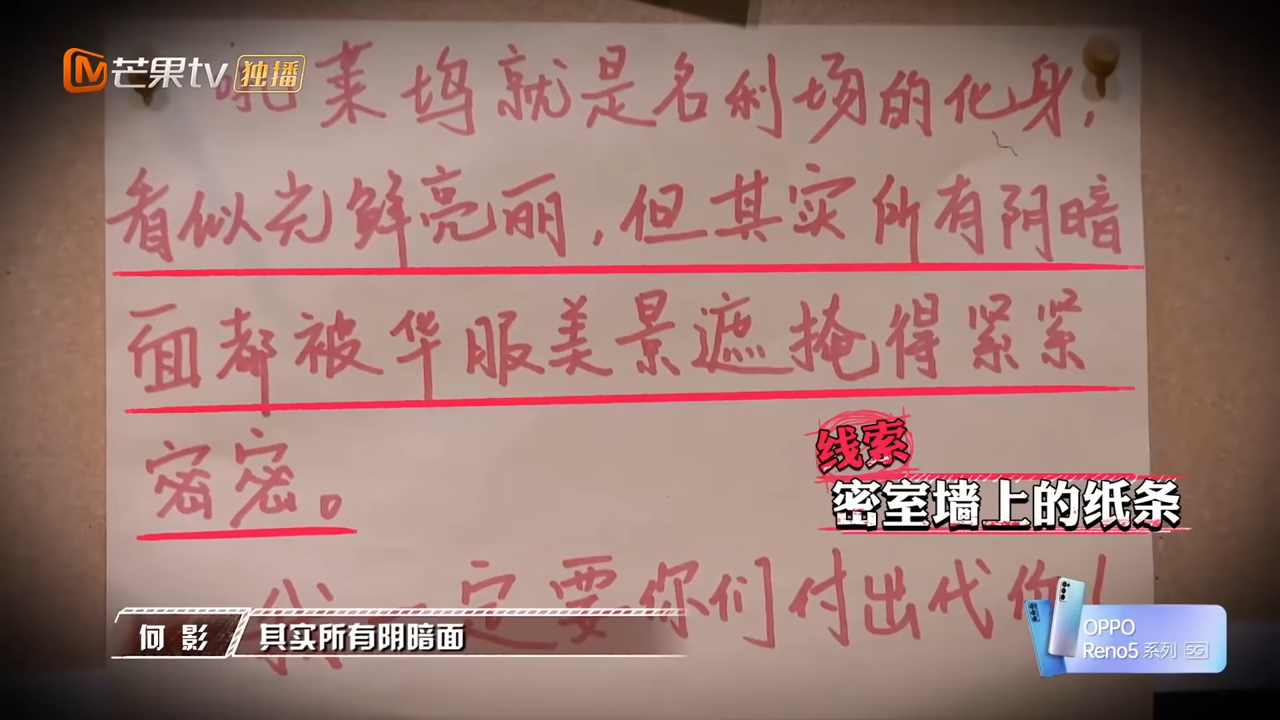 芒果tv 独播
莱坞就是名利场的化身，
看似光鲜亮丽，但其实所有阴暗
面都被华服美景遮掩得紧紧
密密。
线索
密室墙上的纸条
我一定要你们付出代价！
何影 其实所有阴暗面
OPPO
Reno5 系列 5G